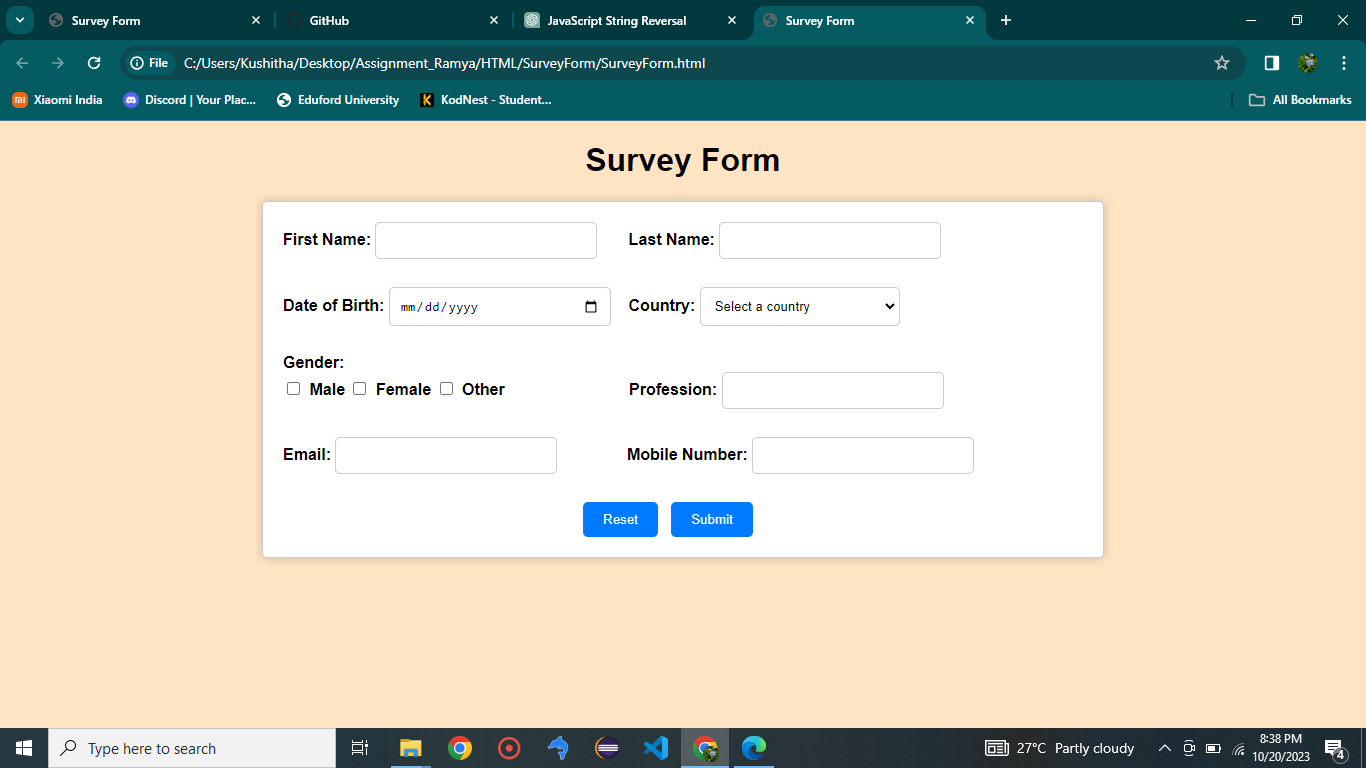 Survey Form GitHub JavaScript String Reversal Survey Form
File C:/Users/Kushitha/Desktop/Assignment_Ramya/HTML/SurveyForm/SurveyForm.html
Xiaomi India Discord | Your Plac... Eduford University KodNest - Student... All Bookmarks
Survey Form
First Name: Last Name:
Date of Birth: mm/dd/yyyy Country: Select a country
Gender:
Male Female Other Profession:
Email: Mobile Number:
Reset Submit
Type here to search 27°C Partly cloudy 8:38 PM
10/20/2023 4